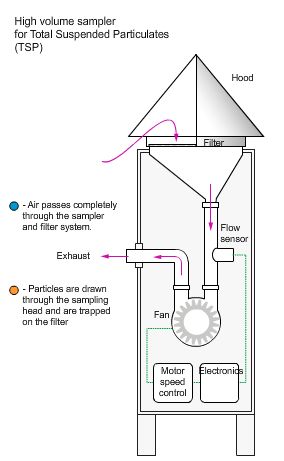 High volume sampler
for Total Suspended Particulates
(TSP)
Hood
Filter
- Air passes completely
through the sampler
and filter system.
Flow
sensor
Exhaust
- Particles are drawn
through the sampling
head and are trapped
on the filter
Fan
Motor
speed
control
Electronics